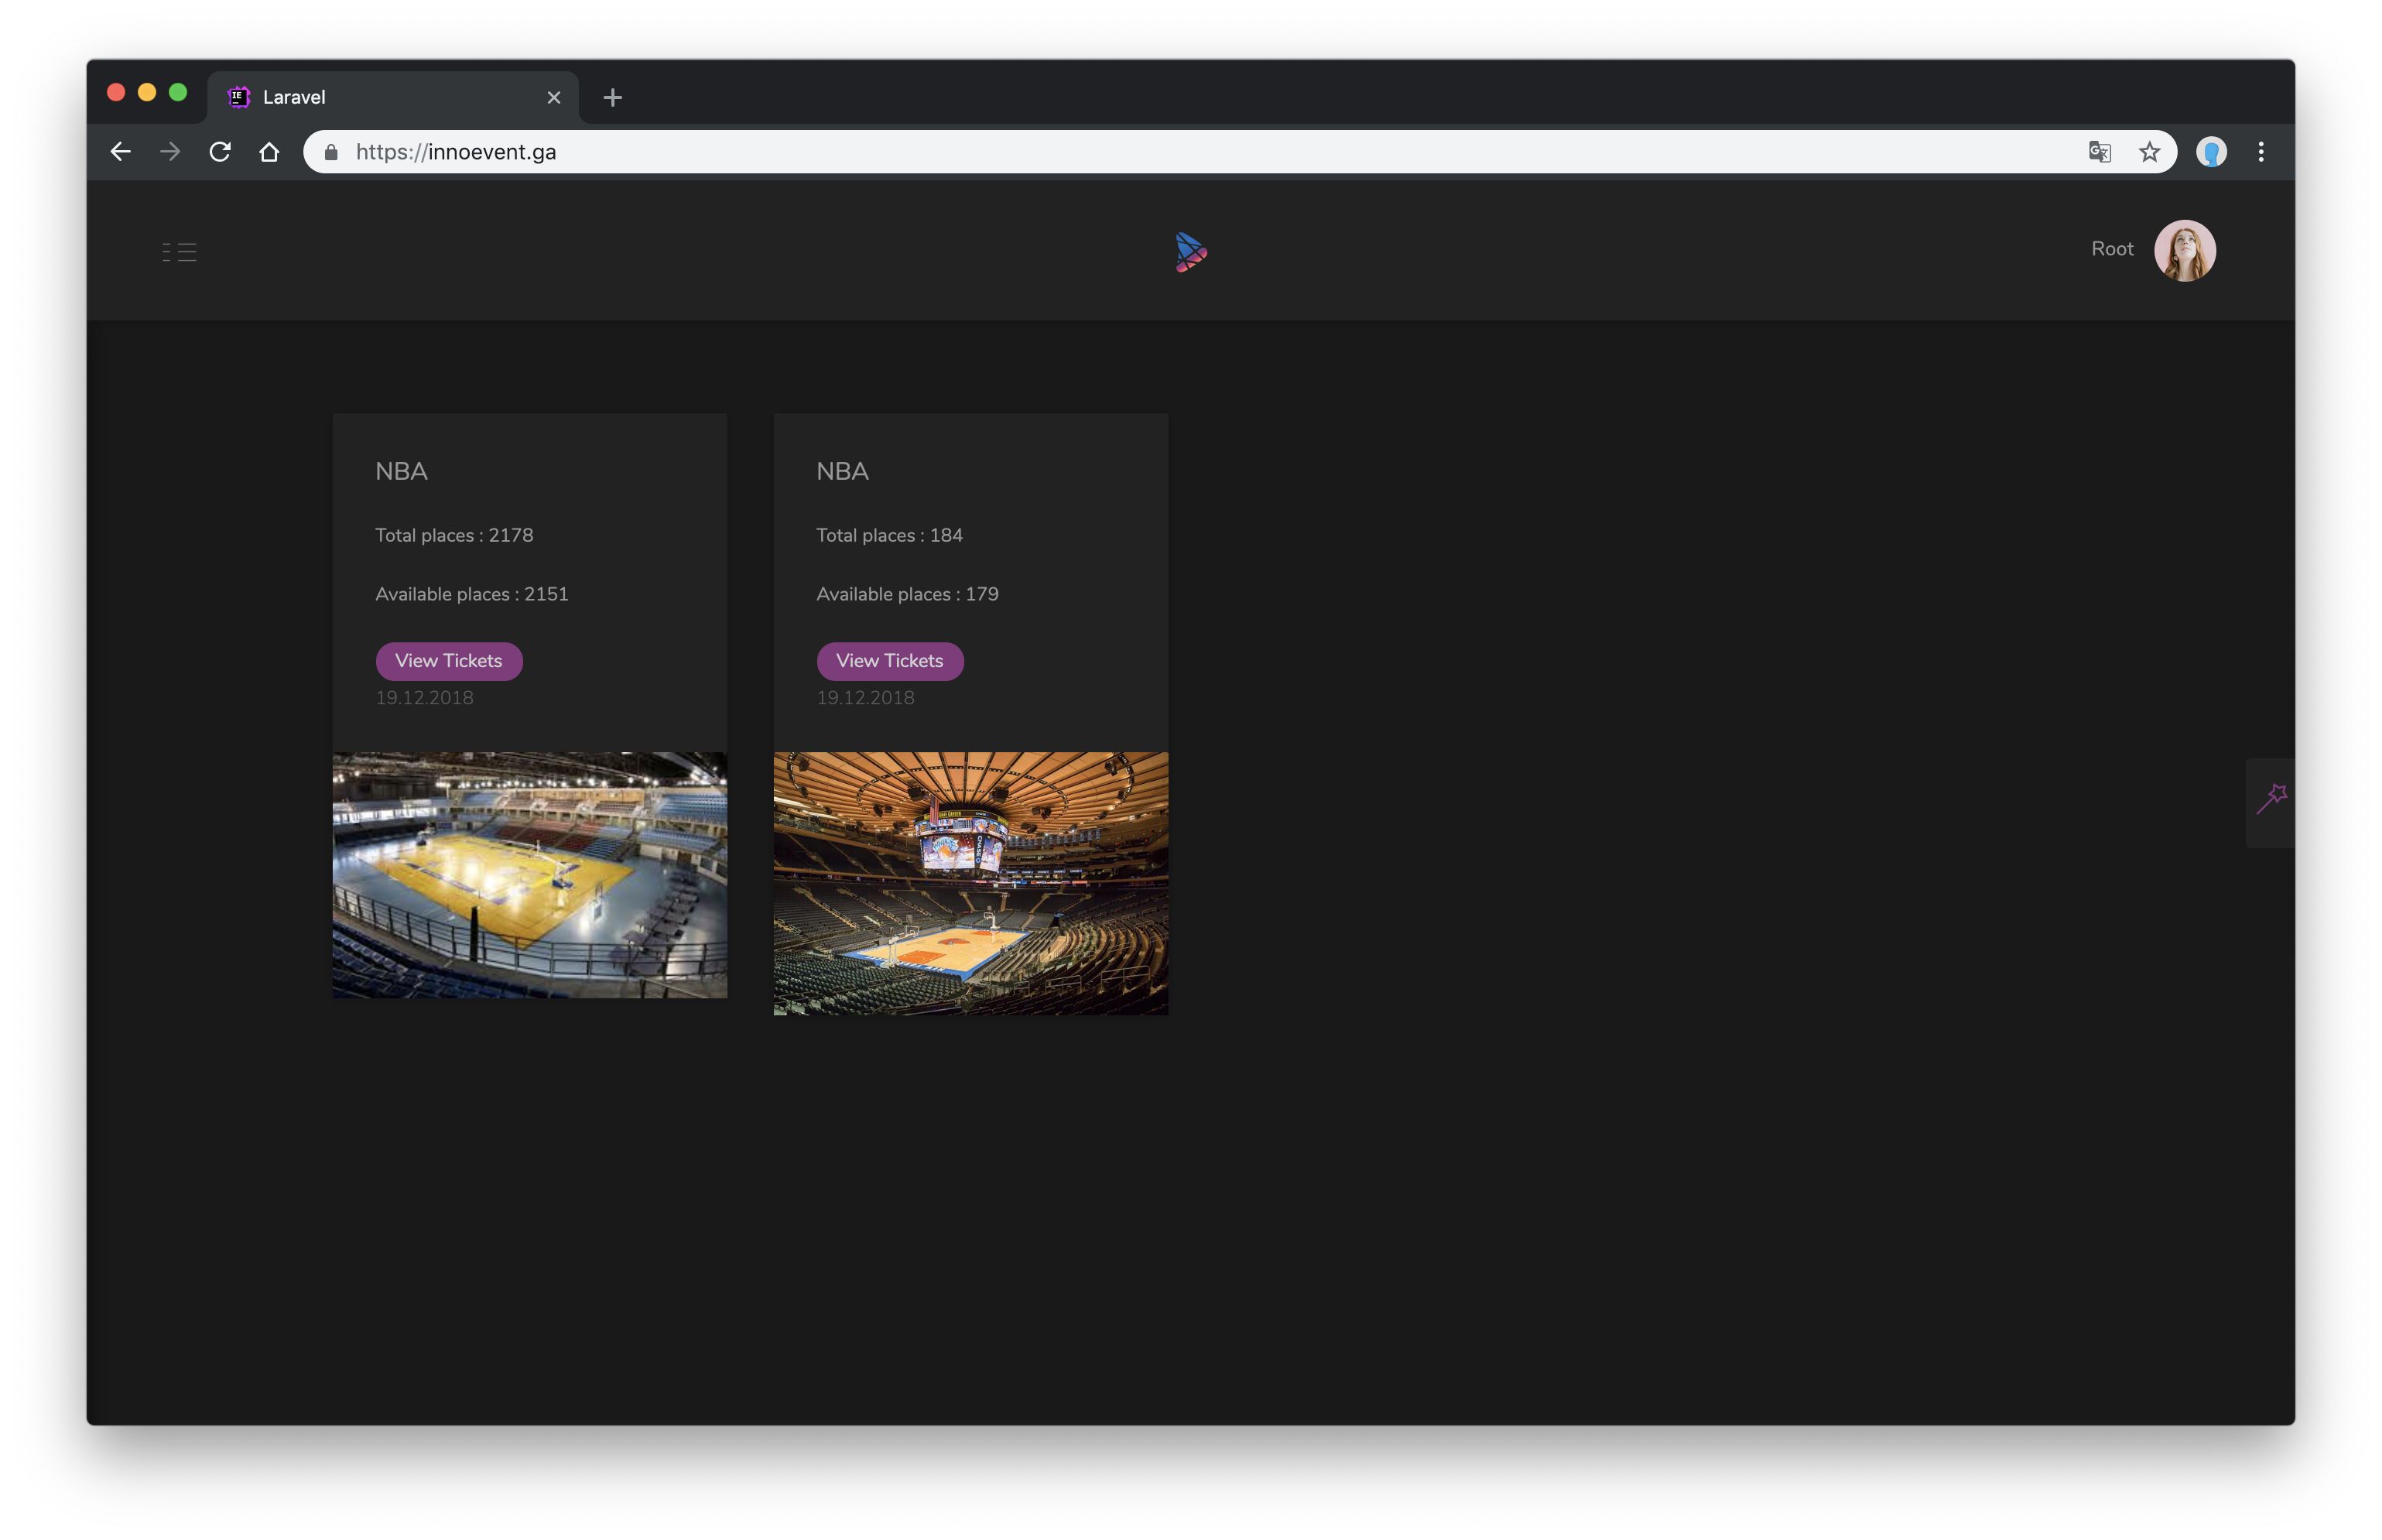 IE
Laravel
https://innoevent.ga
Root
NBA
Total places : 2178
Available places : 2151
View Tickets
19.12.2018
NBA
Total places : 184
Available places : 179
View Tickets
19.12.2018